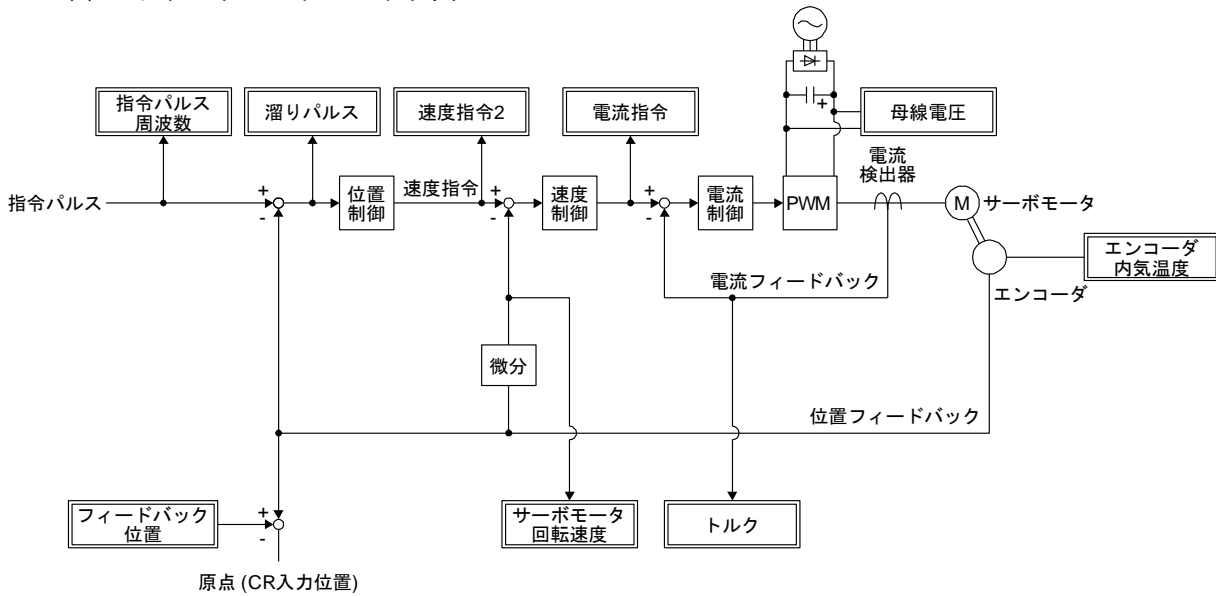 指令パルス
周波数
溜りパルス
速度指令2
電流指令
母線電圧
電流
検出器
指令パルス
+
-
位置
制御
速度指令
+
-
速度
制御
+
-
電流
制御
PWM
+
M
サーボモータ
エンコーダ
エンコーダ
内気温度
電流フィードバック
微分
位置フィードバック
フィードバック
位置
+
-
サーボモータ
回転速度
トルク
原点 (CR入力位置)